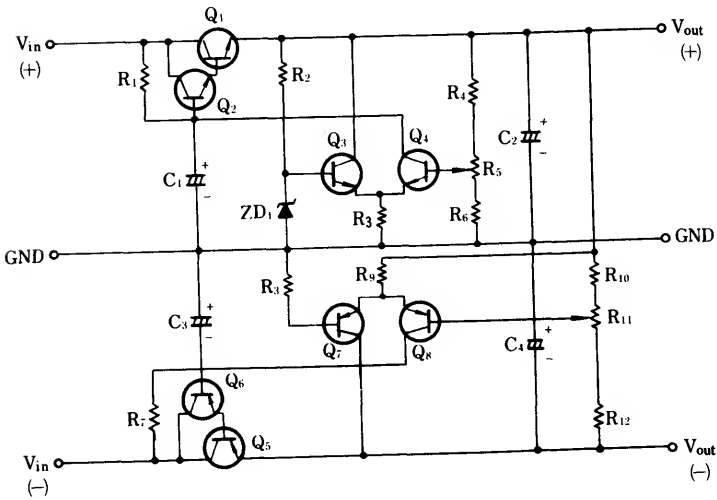 Q1
Vin
(+)
Vout
(+)
R1
R2
R4
Q2
Q3
Q4
C2
+
−
C1
+
−
R5
ZD1
R3
R6
GND
GND
R3
R9
R10
C3
+
−
Q7
Q8
R11
C4
+
−
Q6
R7
Q5
R12
Vin
(−)
Vout
(−)